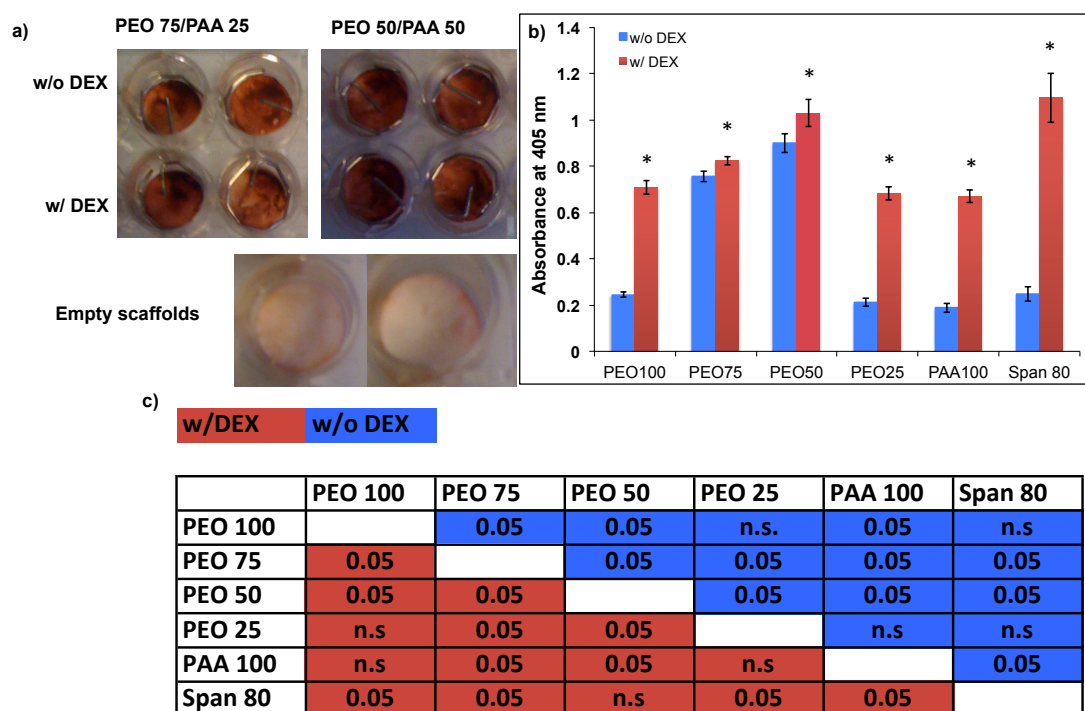 a)
PEO 75/PAA 25 PEO 50/PAA 50
w/o DEX
w/ DEX
Empty scaffolds
b)
w/o DEX
w/ DEX
Absorbance at 405 nm
1.4
1.2
1
0.8
0.6
0.4
0.2
0
* * * * * *
PEO100 PEO75 PEO50 PEO25 PAA100 Span 80
c)
w/DEX w/o DEX
PEO 100 PEO 75 PEO 50 PEO 25 PAA 100 Span 80
PEO 100 0.05 0.05 n.s. 0.05 n.s
PEO 75 0.05 0.05 0.05 0.05 0.05
PEO 50 0.05 0.05 0.05 0.05 0.05
PEO 25 n.s 0.05 0.05 n.s n.s
PAA 100 n.s 0.05 0.05 n.s 0.05
Span 80 0.05 0.05 n.s 0.05 0.05